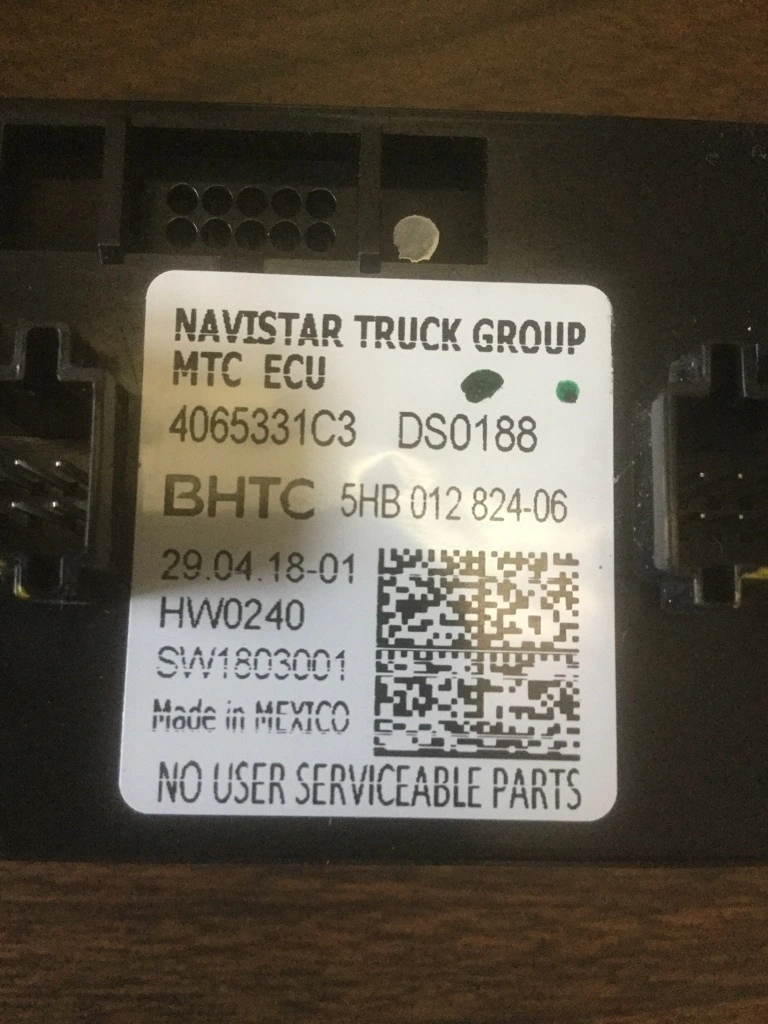 NAVISTAR TRUCK GROUP
MTC ECU
4065331C3 DS0188
BHTC 5HB 012 824-06
29.04.18-01
HW0240
SW1803001
Made in MEXICO
NO USER SERVICEABLE PARTS